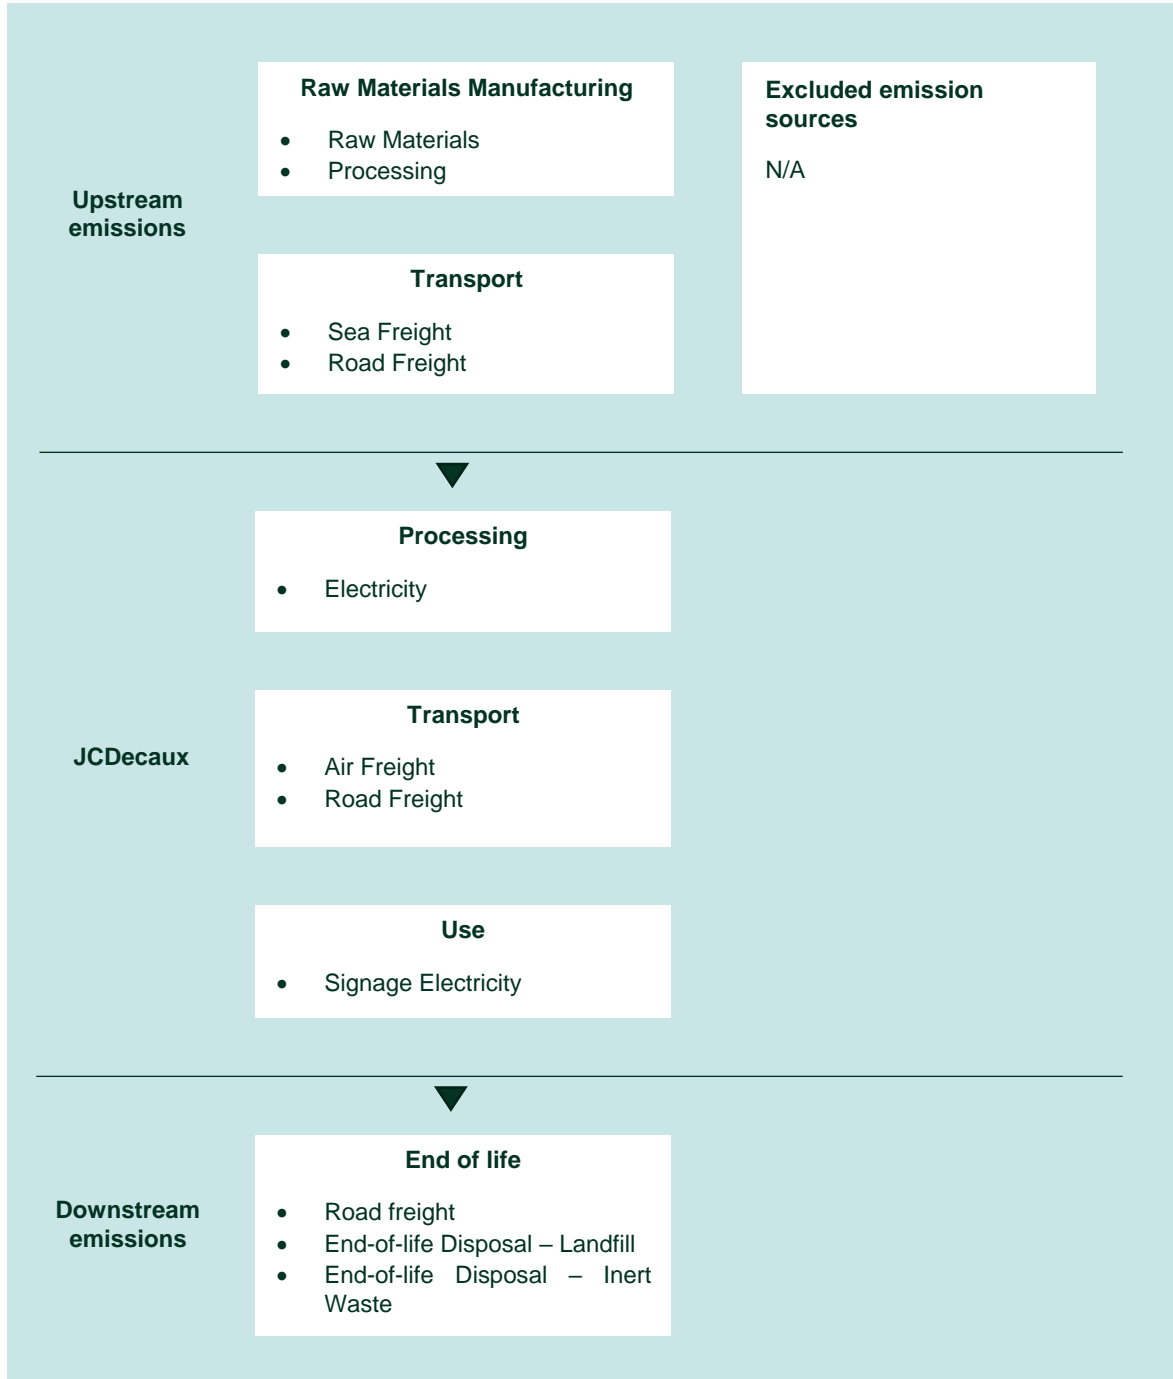 Upstream
emissions
Raw Materials Manufacturing
• Raw Materials
• Processing
Transport
• Sea Freight
• Road Freight
Excluded emission
sources
N/A
JCDecaux
Processing
• Electricity
Transport
• Air Freight
• Road Freight
Use
• Signage Electricity
Downstream
emissions
End of life
• Road freight
• End-of-life Disposal – Landfill
• End-of-life Disposal – Inert
Waste